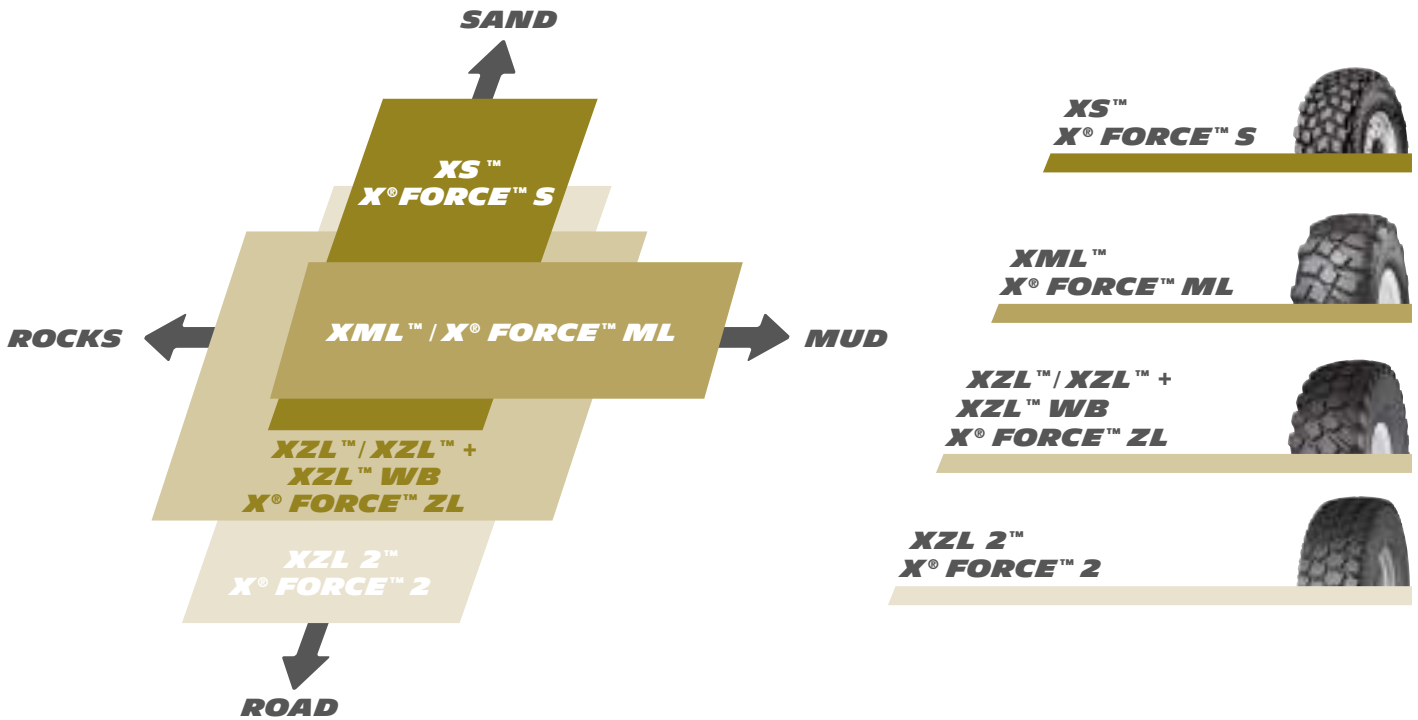 SAND
XS™
X® FORCE™ S
ROCKS
XML™ / X® FORCE™ ML
MUD
XZL™/ XZL™ +
XZL™ WB
X® FORCE™ ZL
XZL 2™
X® FORCE™ 2
ROAD
XS™
X® FORCE™ S
XML™
X® FORCE™ ML
XZL™/ XZL™ +
XZL™ WB
X® FORCE™ ZL
XZL 2™
X® FORCE™ 2